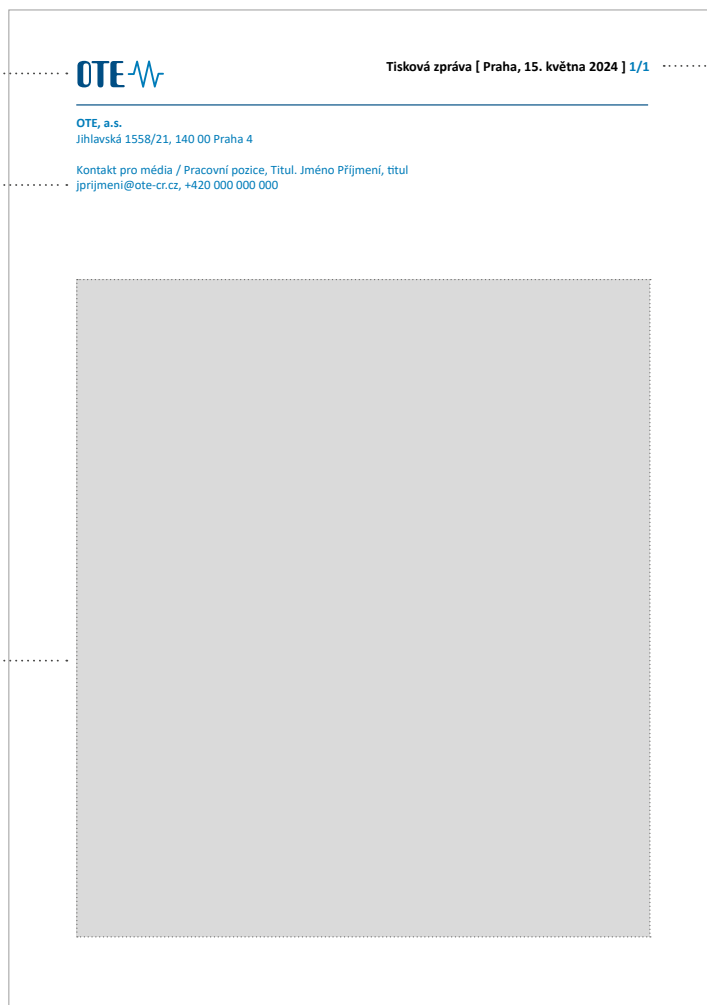 OTE
Tisková zpráva [ Praha, 15. května 2024 ] 1/1
OTE, a.s.
Jihlavská 1558/21, 140 00 Praha 4
Kontakt pro média / Pracovní pozice, Titul. Jméno Příjmení, titul
jprijmeni@ote-cr.cz, +420 000 000 000